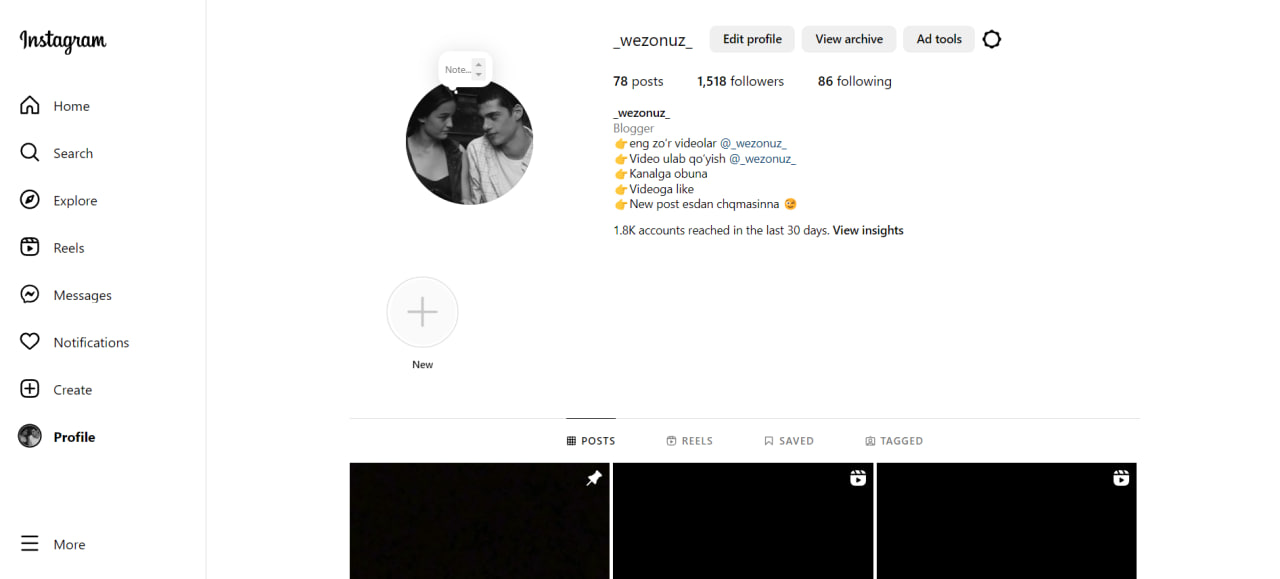 Instagram
Home
Search
Explore
Reels
Messages
Notifications
Create
Profile
More
_wezonuz_ Edit profile View archive Ad tools
Note...
78 posts 1,518 followers 86 following
_wezonuz_
Blogger
👉eng zo'r videolar @_wezonuz_
👉Video ulab qo'yish @_wezonuz_
👉Kanalga obuna
👉Videoga like
👉New post esdan chqmasinna 😉
1.8K accounts reached in the last 30 days. View insights
New
POSTS REELS SAVED TAGGED